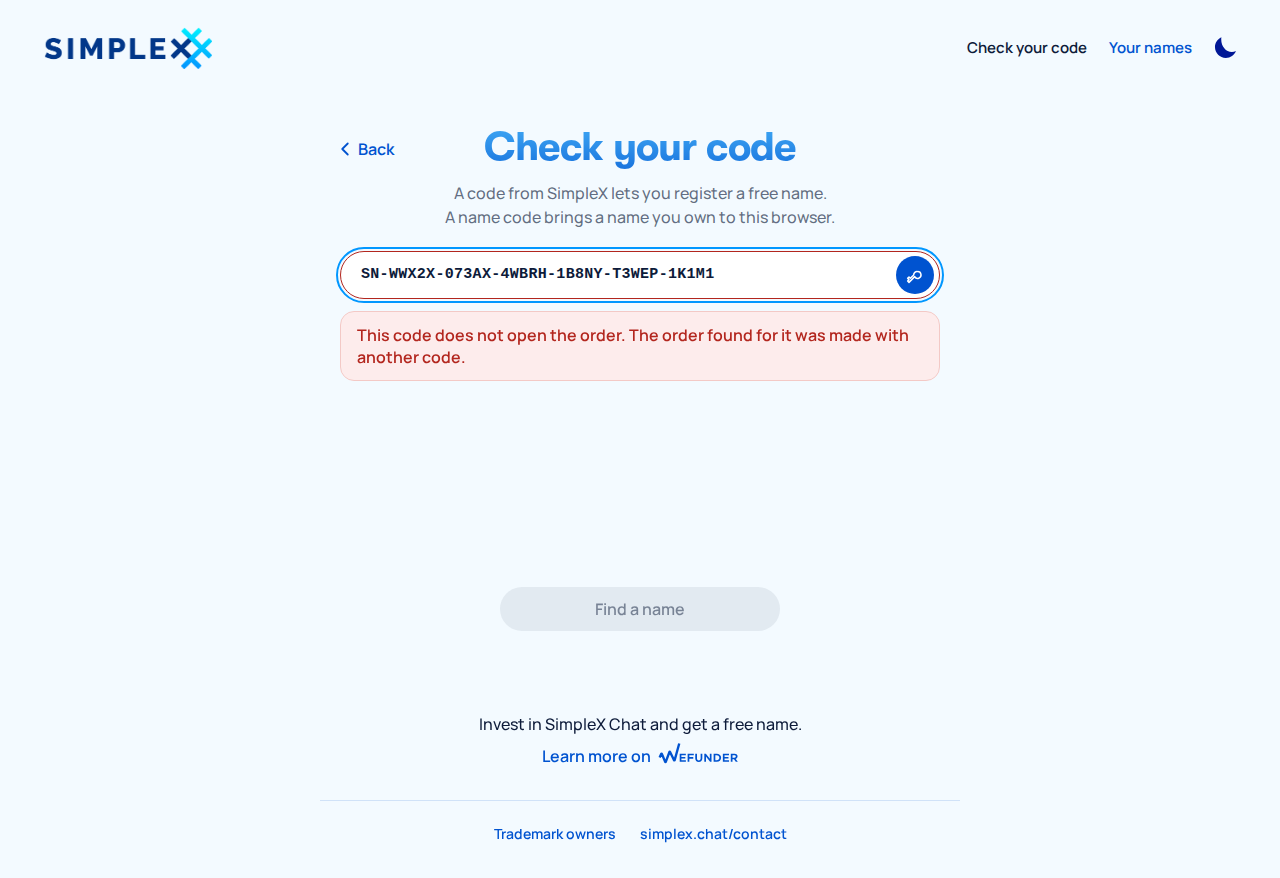 SIMPLEX
Check your code
Your names
Back
Check your code
A code from SimpleX lets you register a free name.
A name code brings a name you own to this browser.
SN-WWX2X-073AX-4WBRH-1B8NY-T3WEP-1K1M1
This code does not open the order. The order found for it was made with
another code.
Find a name
Invest in SimpleX Chat and get a free name.
Learn more on WEFUNDER
Trademark owners
simplex.chat/contact